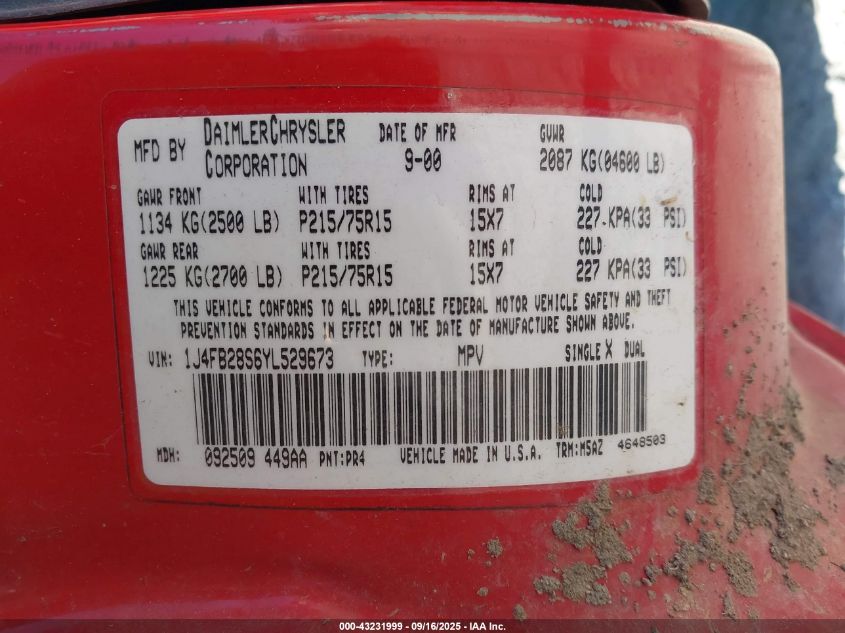 MFD BY DAIMLERCHRYSLER CORPORATION DATE OF MFR 9-00 GVWR 2087 KG(04600 LB)
GAWR FRONT WITH TIRES RIMS AT COLD
1134 KG(2500 LB) P215/75R15 15X7 227 KPA(33 PSI)
GAWR REAR WITH TIRES RIMS AT COLD
1225 KG(2700 LB) P215/75R15 15X7 227 KPA(33 PSI)
THIS VEHICLE CONFORMS TO ALL APPLICABLE FEDERAL MOTOR VEHICLE SAFETY AND THEFT
PREVENTION STANDARDS IN EFFECT ON THE DATE OF MANUFACTURE SHOWN ABOVE.
VIN: 1J4FB28S6YL529673 TYPE: MPV SINGLE X DUAL
MDH: 092509 449AA PNT:PR4 VEHICLE MADE IN U.S.A. TRM:M5AZ 4648503
000-43231999 - 09/16/2025 - IAA Inc.